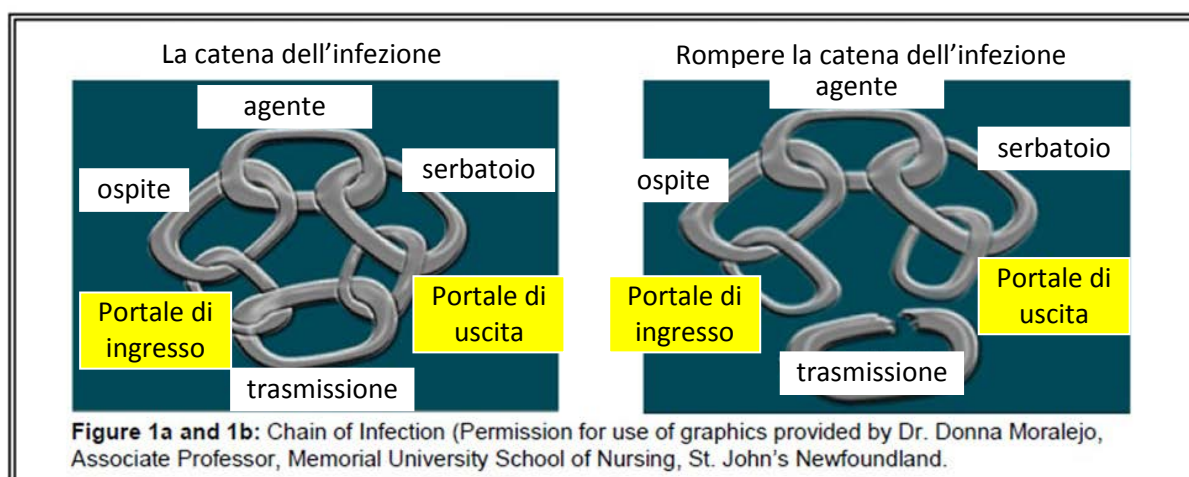 La catena dell'infezione
agente
serbatoio
ospite
Portale di
ingresso
Portale di
uscita
trasmissione
Rompere la catena dell'infezione
agente
serbatoio
ospite
Portale di
ingresso
Portale di
uscita
trasmissione
Figure 1a and 1b: Chain of Infection (Permission for use of graphics provided by Dr. Donna Moralejo,
Associate Professor, Memorial University School of Nursing, St. John's Newfoundland.